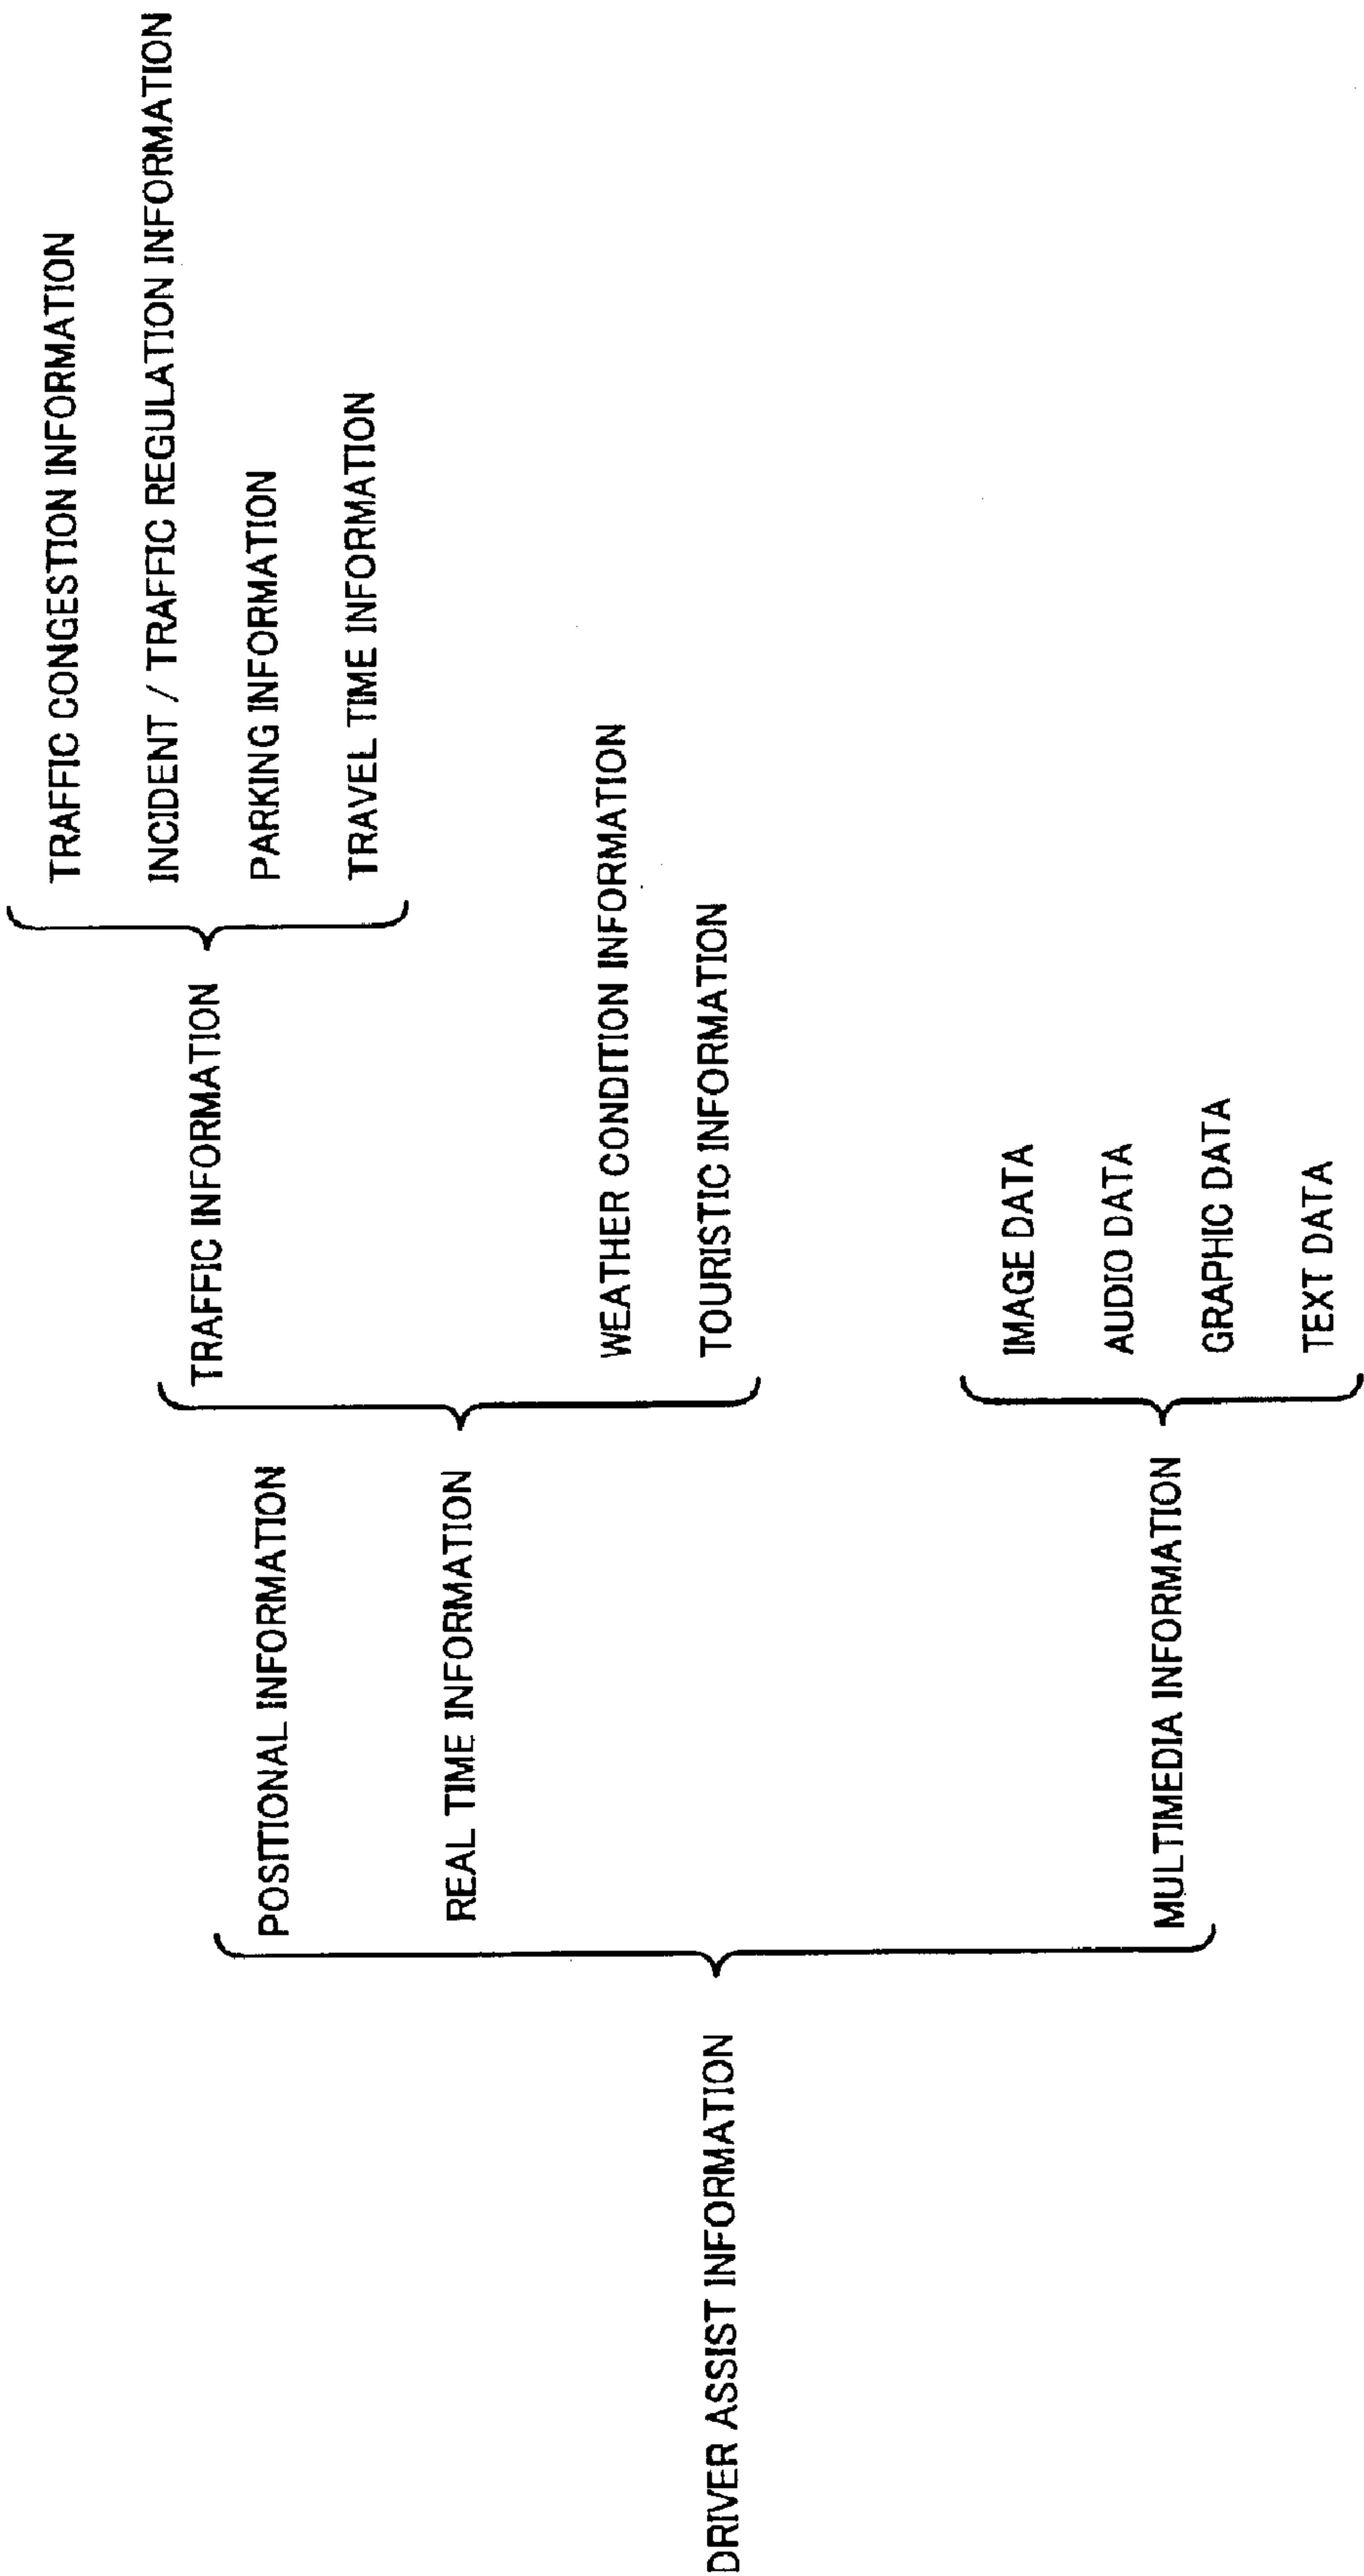 DRIVER ASSIST INFORMATION
POSITIONAL INFORMATION
REAL TIME INFORMATION
TRAFFIC INFORMATION
TRAFFIC CONGESTION INFORMATION
INCIDENT / TRAFFIC REGULATION INFORMATION
PARKING INFORMATION
TRAVEL TIME INFORMATION
WEATHER CONDITION INFORMATION
TOURISTIC INFORMATION
MULTIMEDIA INFORMATION
IMAGE DATA
AUDIO DATA
GRAPHIC DATA
TEXT DATA